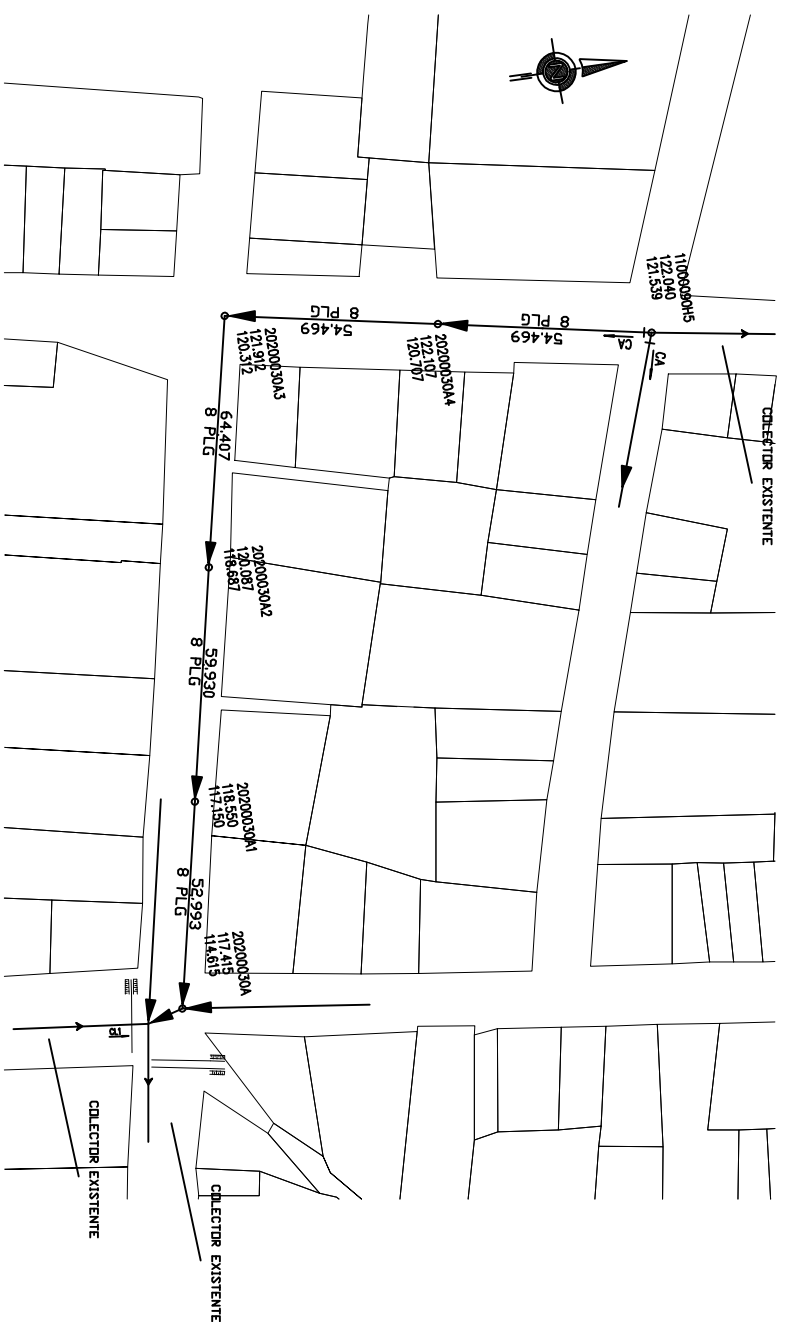 11000090H5
122.040
121.539
CA
CA
COLECTOR EXISTENTE
54.469
8 PLG
20200030A4
122.107
120.707
54.469
8 PLG
20200030A3
121.912
120.312
64.407
8 PLG
20200030A2
120.087
118.687
59.930
8 PLG
20200030A1
118.550
117.150
52.993
8 PLG
20200030A
117.415
114.615
COLECTOR EXISTENTE
COLECTOR EXISTENTE
N